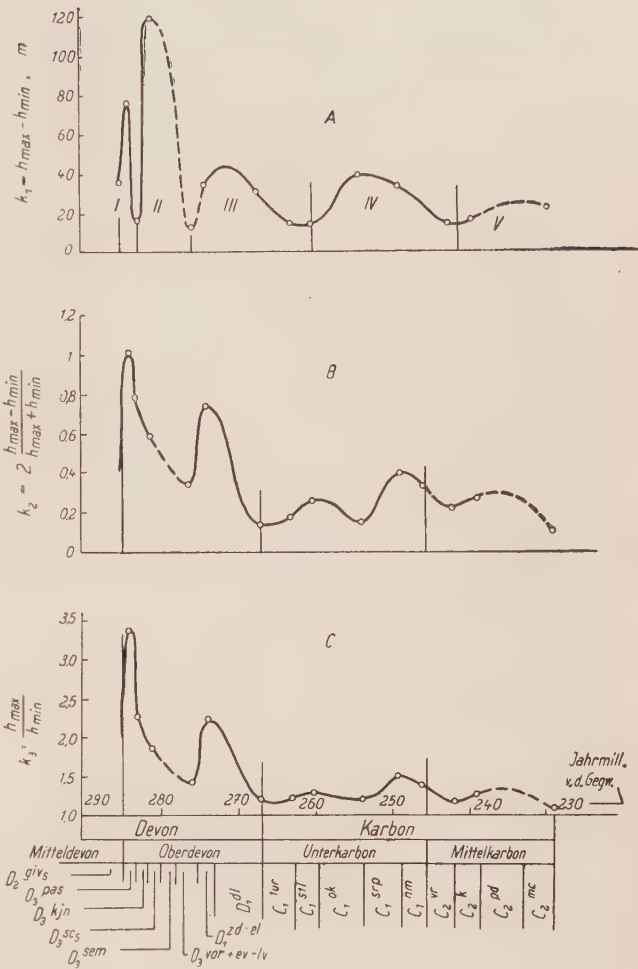 120
100
80
60
40
20
0
k₁ = hmax - hmin, m
A
I
II
III
IV
V
1,2
1
0,8
0,6
0,4
0,2
0
k₂ = 2 hmax - hmin / hmax + hmin
B
3,5
3,0
2,5
2,0
1,5
1,0
k₃ = hmax / hmin
C
Jahrmill.
v.d.Gegw.
290 280 270 260 250 240 230
Devon Karbon
Mitteldevon Oberdevon Unterkarbon Mittelkarbon
D₂ givs
D₃ pas
D₃ kjn
D₃ scs
D₃ sem
D₃ vor + ev - lv
D₁ zd - el
D₁ dl
C₁ tur
C₁ stl
C₁ ok
C₁ srp
C₁ nm
C₂ vr
C₂ k
C₂ pd
C₂ mc